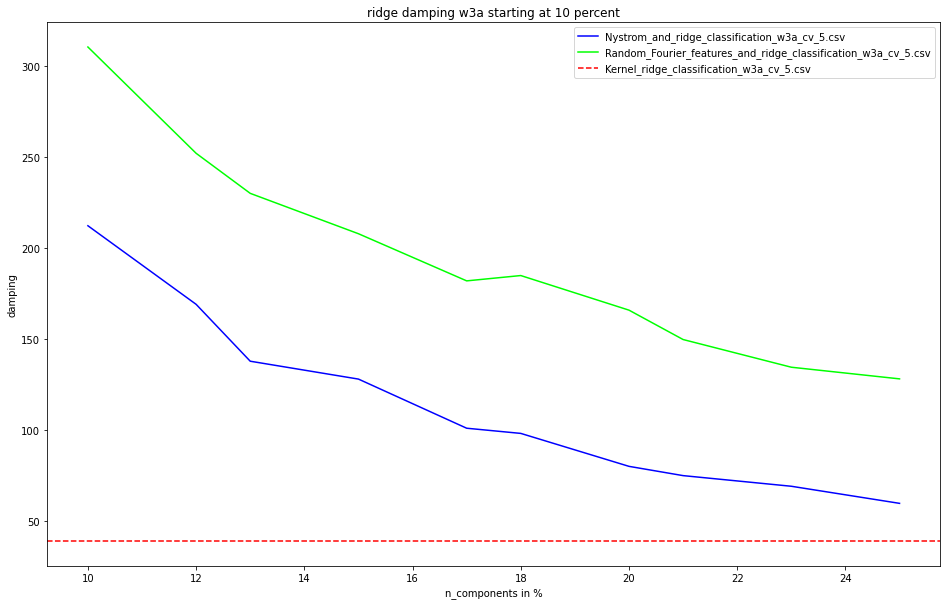 ridge damping w3a starting at 10 percent
Nystrom_and_ridge_classification_w3a_cv_5.csv
Random_Fourier_features_and_ridge_classification_w3a_cv_5.csv
Kernel_ridge_classification_w3a_cv_5.csv
300
250
200
150
100
50
damping
10 12 14 16 18 20 22 24
n_components in %